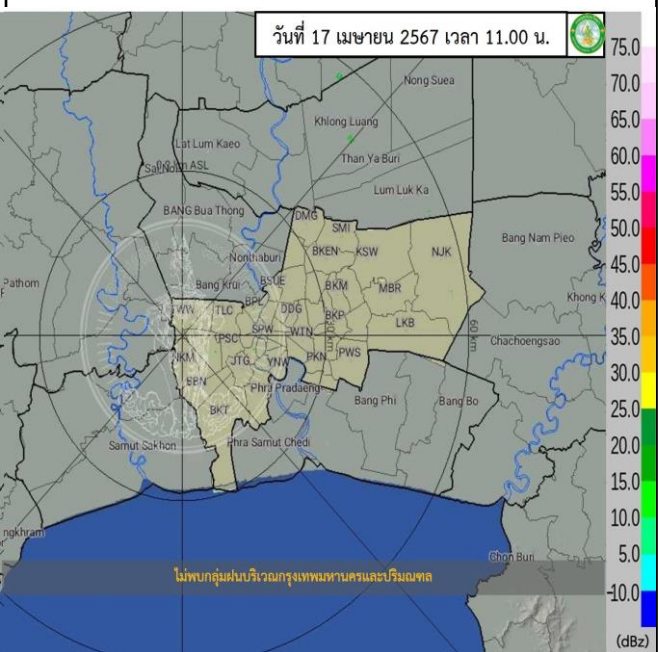 วันที่ 17 เมษายน 2567 เวลา 11.00 น.
75.0
Nong Suea
70.0
Khlong Luang
65.0
Lat Lum Kaeo
Than Ya Buri
60.0
Lum Luk Ka
55.0
BANG Bua Thong
DMG
SMI
50.0
Nonthaburi
BKEN
KSW
NJK
Bang Nam Pieo
45.0
Pathom
Bang Krui
BSUE
BKM
MBR
40.0
Khong K
BPL
TWW
TLC
DDG
BKP
LKB
SPW
WTN
35.0
PSC
60 km
Chachoengsao
NKM
JTG
YNW
PKN
PWS
30.0
BBN
Phra Pradaeng
Bang Phi
Bang Bo
25.0
BKT
Samut Sakhon
Phra Samut Chedi
20.0
15.0
ngkhram
10.0
Chon Buri
5.0
ไม่พบกลุ่มฝนบริเวณกรุงเทพมหานครและปริมณฑล
-10.0
(dBz)